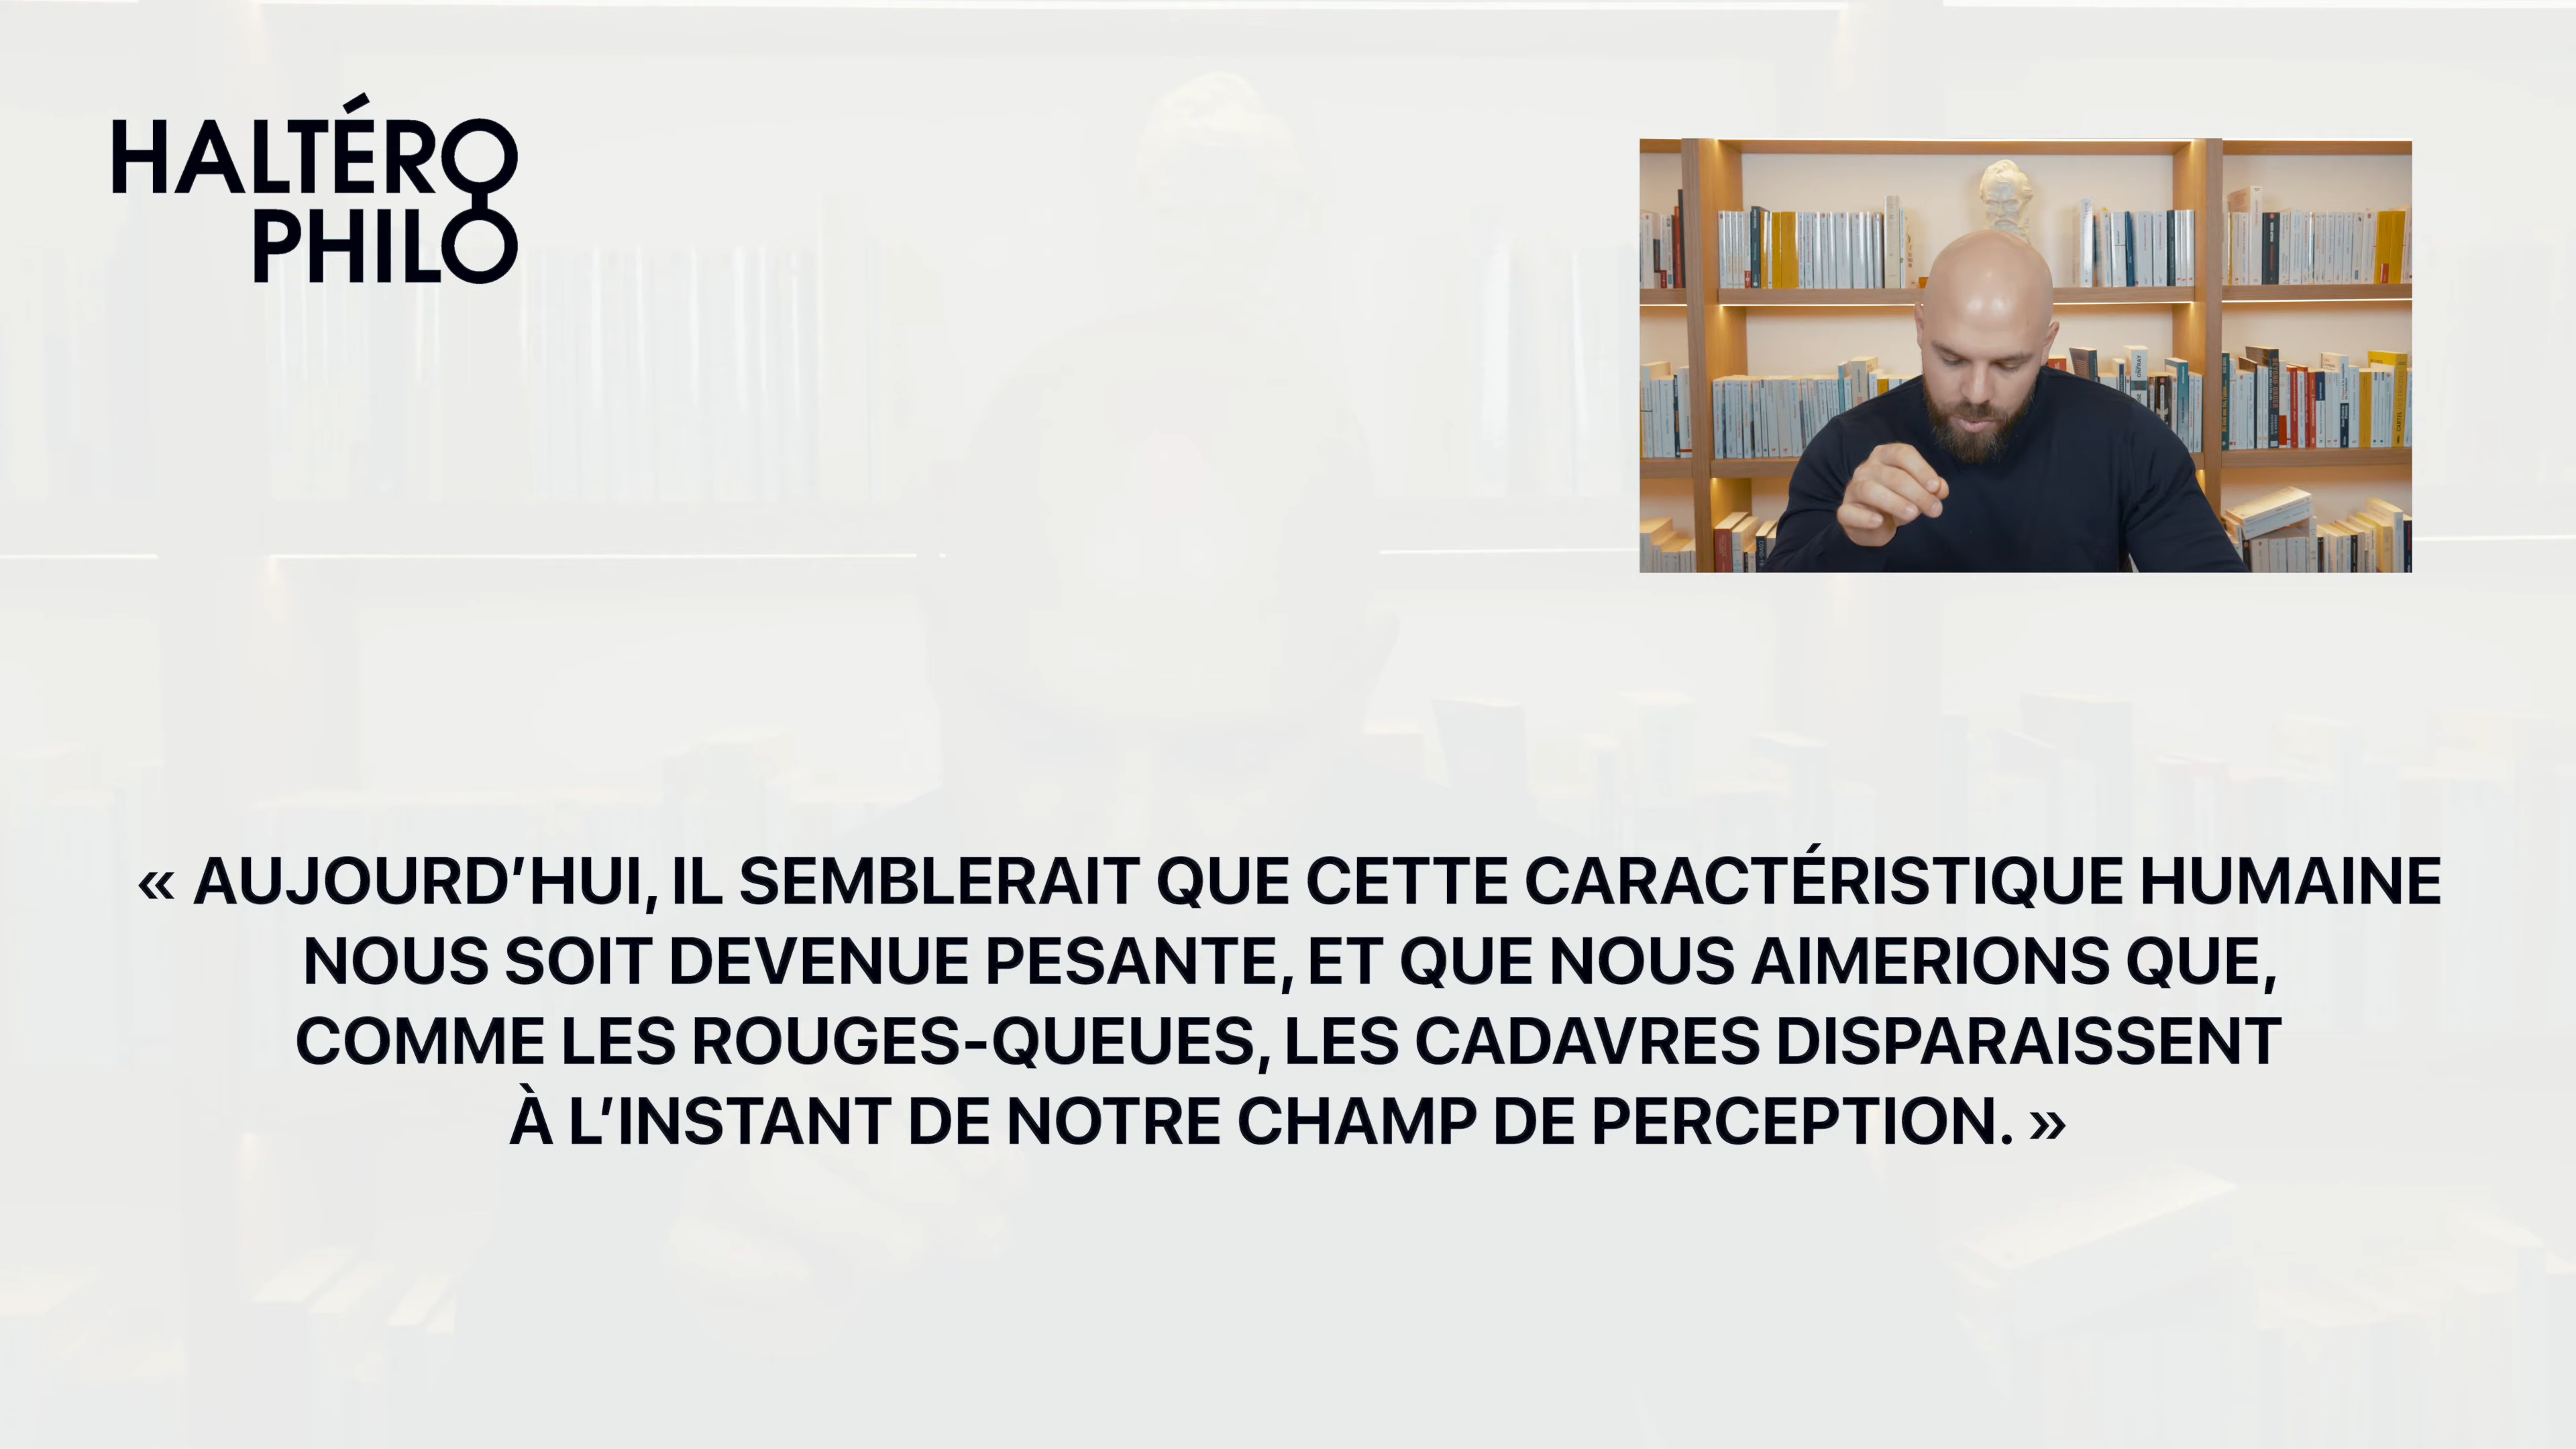 HALTÉRO
PHILO
« AUJOURD’HUI, IL SEMBLERAIT QUE CETTE CARACTÉRISTIQUE HUMAINE
NOUS SOIT DEVENUE PESANTE, ET QUE NOUS AIMERIONS QUE,
COMME LES ROUGES-QUEUES, LES CADAVRES DISPARAISSENT
À L’INSTANT DE NOTRE CHAMP DE PERCEPTION. »